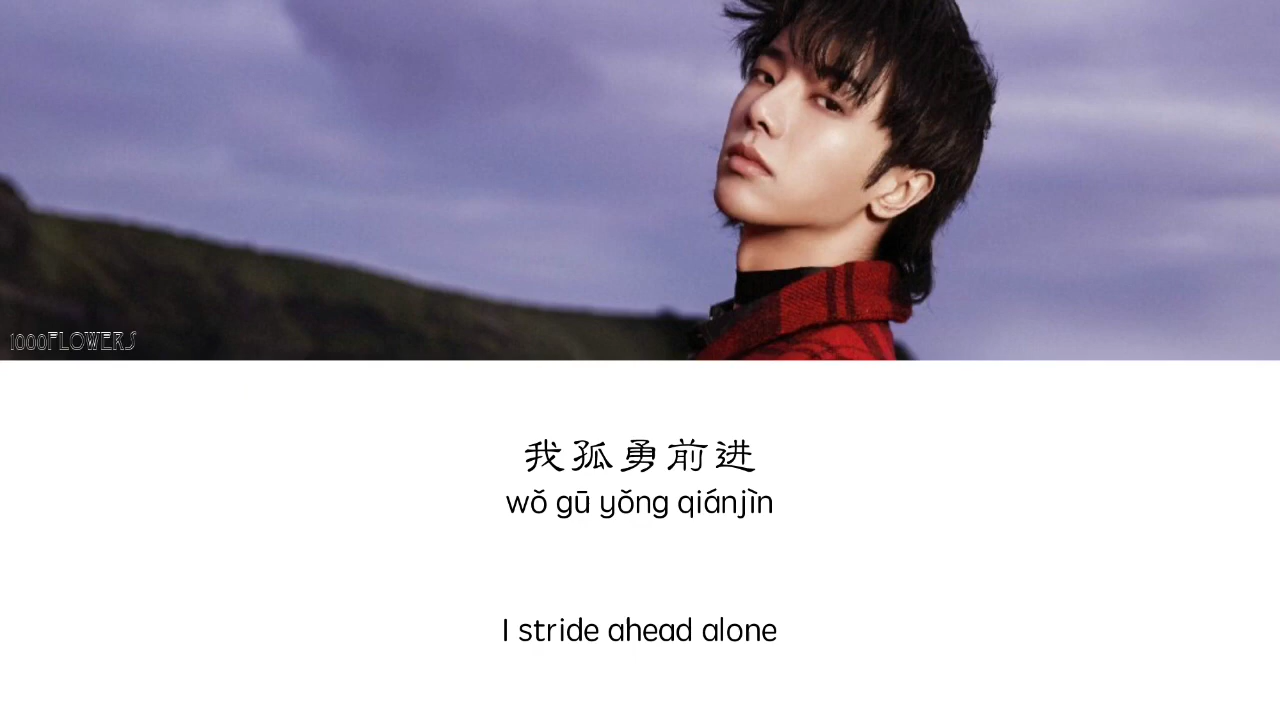 1000FLOWERS
我孤勇前进
wǒ gū yǒng qiánjìn
I stride ahead alone